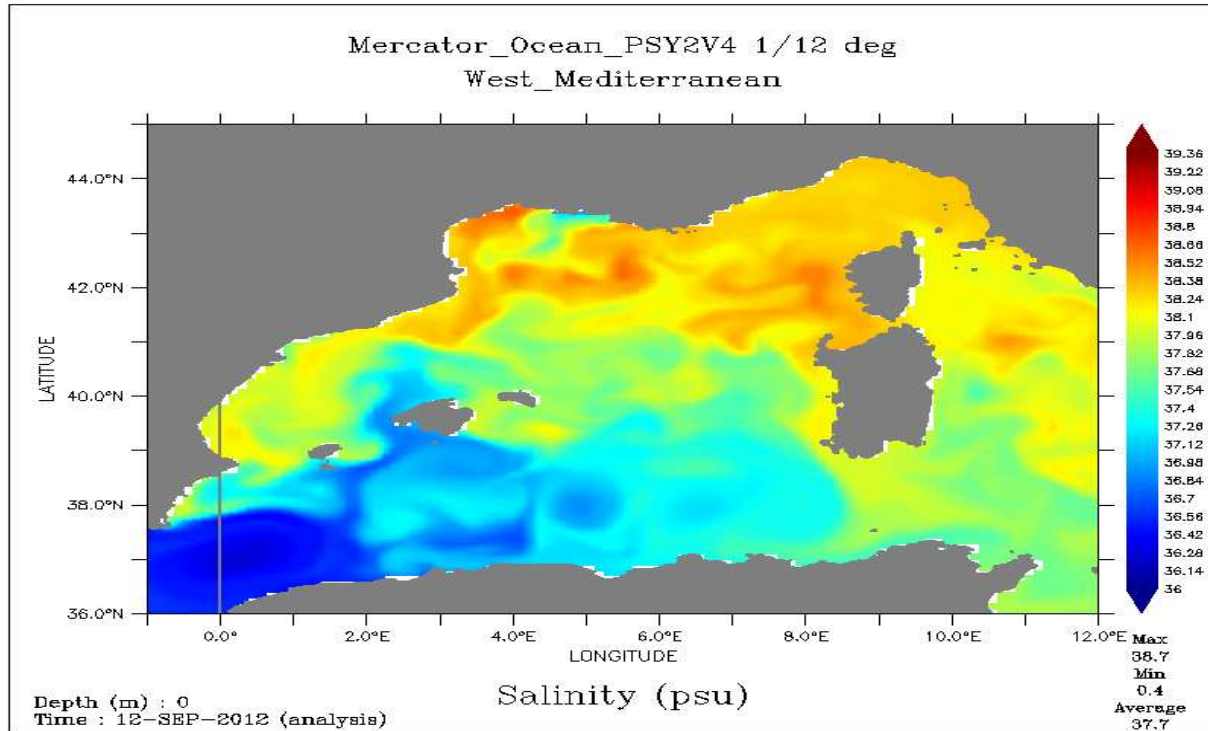 Mercator_Ocean_PSY2V4 1/12 deg
West_Mediterranean
44.0°N
42.0°N
40.0°N
38.0°N
36.0°N
LATITUDE
0.0°
2.0°E
4.0°E
6.0°E
8.0°E
10.0°E
12.0°E
LONGITUDE
39.36
39.22
39.08
38.94
38.8
38.66
38.52
38.38
38.24
38.1
37.96
37.82
37.68
37.54
37.4
37.26
37.12
36.98
36.84
36.7
36.56
36.42
36.28
36.14
36
Max
38.7
Min
0.4
Average
37.7
Salinity (psu)
Depth (m) : 0
Time : 12-SEP-2012 (analysis)